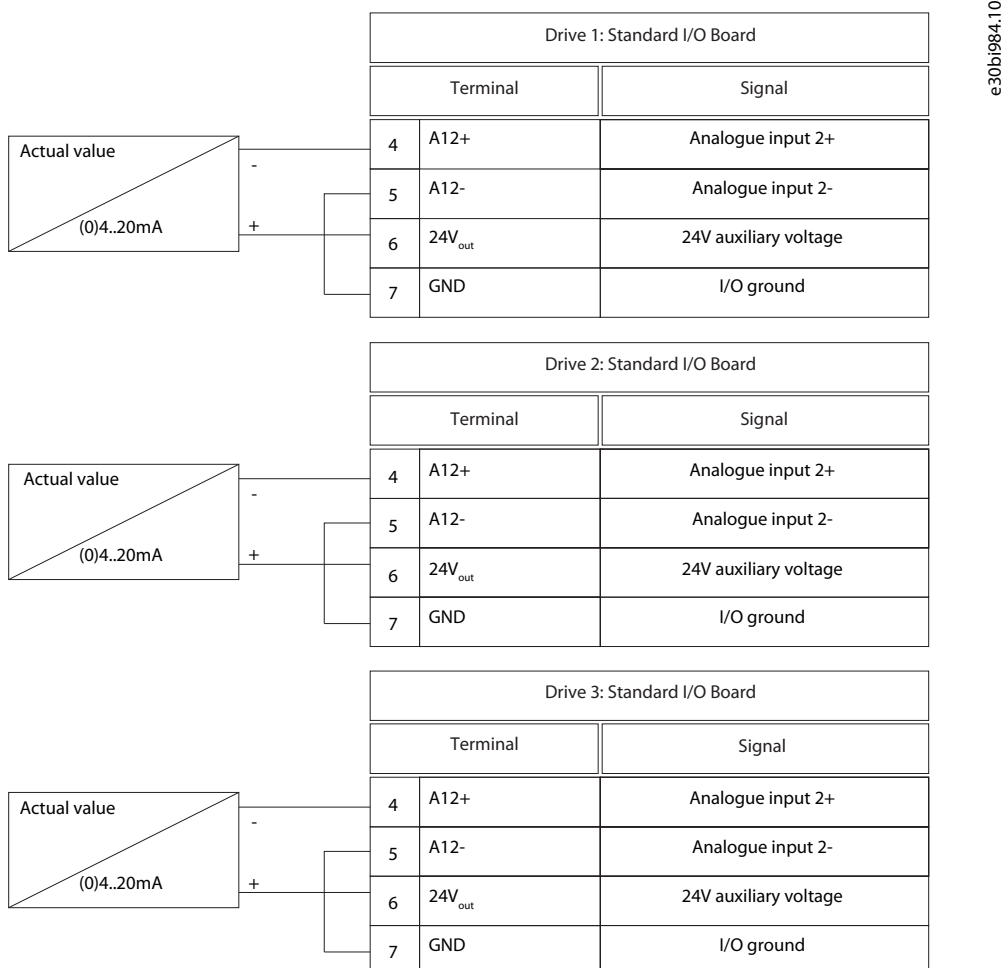 e30bi984.10
Drive 1: Standard I/O Board
Terminal Signal
Actual value
(0)4..20mA
-
+
4 A12+ Analogue input 2+
5 A12- Analogue input 2-
6 24Vout 24V auxiliary voltage
7 GND I/O ground
Drive 2: Standard I/O Board
Terminal Signal
Actual value
(0)4..20mA
-
+
4 A12+ Analogue input 2+
5 A12- Analogue input 2-
6 24Vout 24V auxiliary voltage
7 GND I/O ground
Drive 3: Standard I/O Board
Terminal Signal
Actual value
(0)4..20mA
-
+
4 A12+ Analogue input 2+
5 A12- Analogue input 2-
6 24Vout 24V auxiliary voltage
7 GND I/O ground